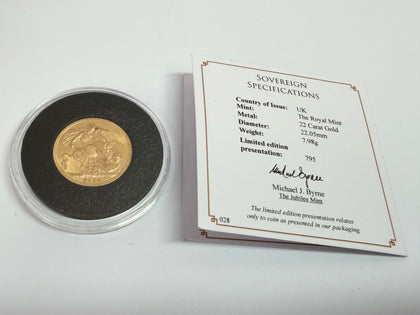 SOVEREIGN
SPECIFICATIONS
Country of Issue: UK
Mint: The Royal Mint
Metal: 22 Carat Gold
Diameter: 22.05mm
Weight: 7.98g
Limited edition
presentation: 795
Michael J. Byrne
The Jubilee Mint
The limited edition presentation relates
only to coin as presented in our packaging
028